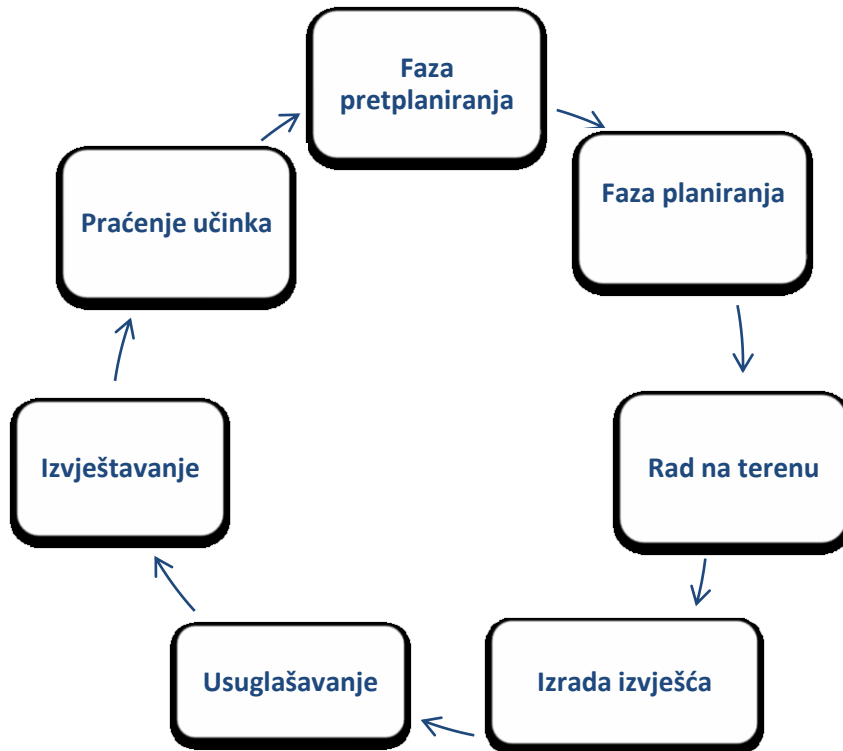 Faza
pretplaniranja
Faza planiranja
Rad na terenu
Izrada izvješća
Usuglašavanje
Izvještavanje
Praćenje učinka